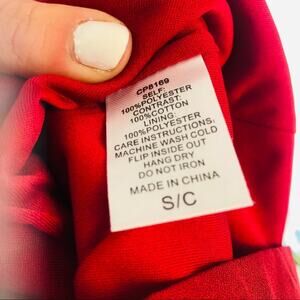 CP8169
SELF:
100%POLYESTER
CONTRAST:
100%COTTON
LINING:
100%POLYESTER
CARE INSTRUCTIONS:
MACHINE WASH COLD
FLIP INSIDE OUT
HANG DRY
DO NOT IRON
MADE IN CHINA
S/C